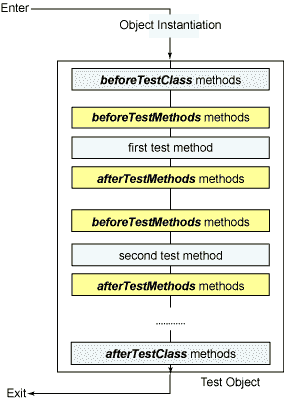 Enter
Object Instantiation
beforeTestClass methods
beforeTestMethods methods
first test method
afterTestMethods methods
beforeTestMethods methods
second test method
afterTestMethods methods
............
afterTestClass methods
Test Object
Exit